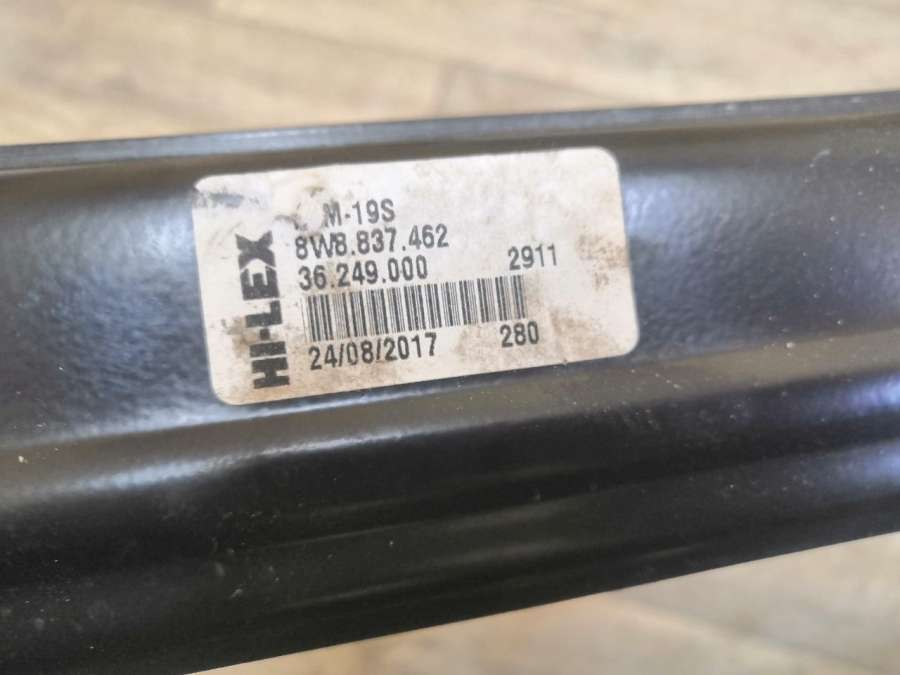 HI-LEX
M-19S
8W8.837.462
36.249.000 2911
24/08/2017 280